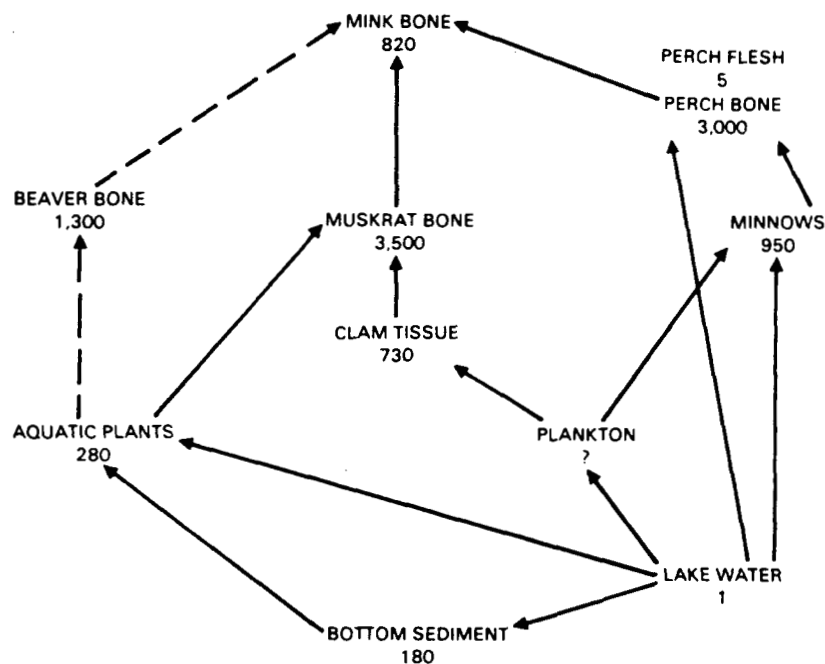 MINK BONE
820
PERCH FLESH
5
PERCH BONE
3,000
BEAVER BONE
1,300
MUSKRAT BONE
3,500
MINNOWS
950
CLAM TISSUE
730
AQUATIC PLANTS
280
PLANKTON
?
LAKE WATER
1
BOTTOM SEDIMENT
180